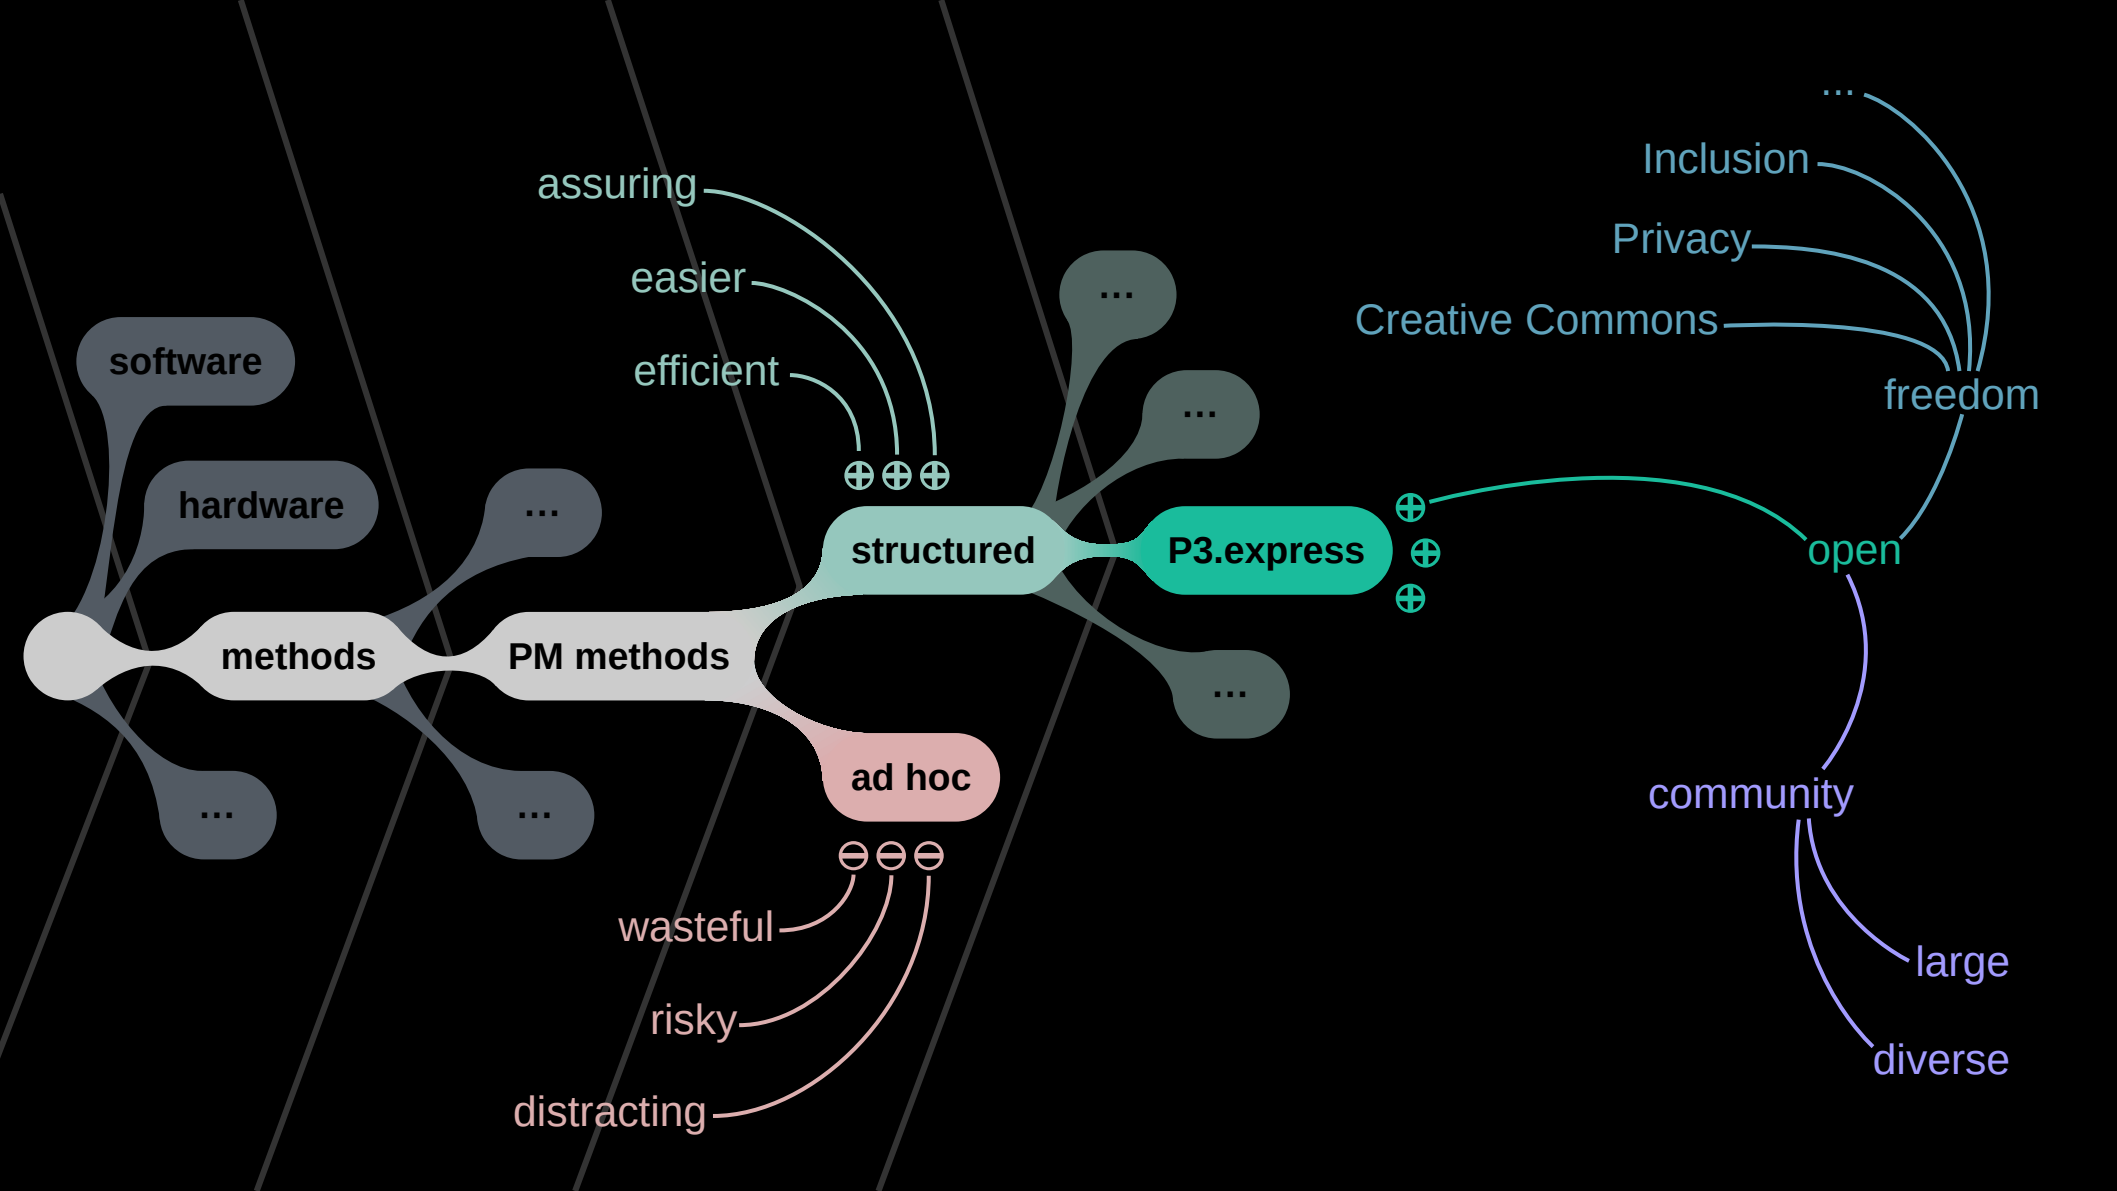 ...
Inclusion
assuring
Privacy
easier
...
Creative Commons
software
efficient
freedom
...
hardware
...
structured
P3.express
open
methods
PM methods
...
ad hoc
community
...
...
wasteful
large
risky
diverse
distracting